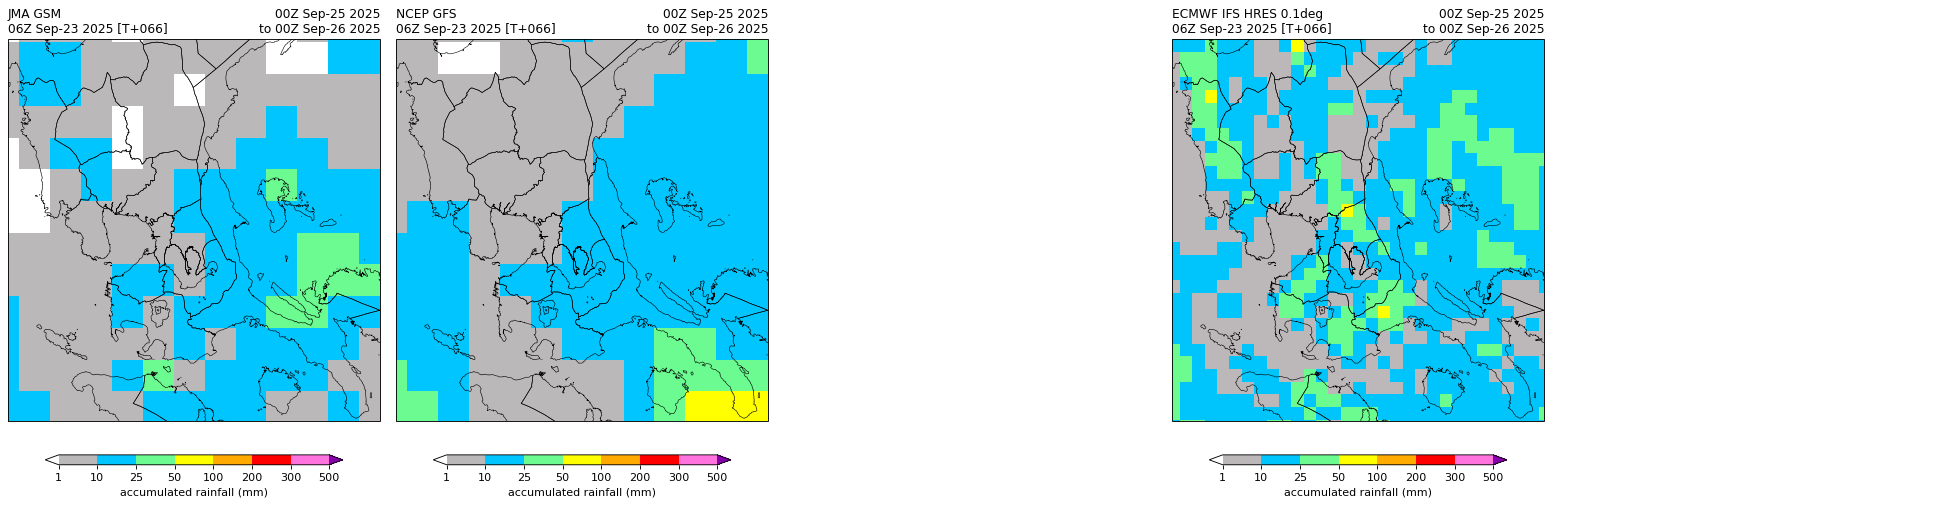 JMA GSM 00Z Sep-25 2025
06Z Sep-23 2025 [T+066] to 00Z Sep-26 2025
1 10 25 50 100 200 300 500
accumulated rainfall (mm)
NCEP GFS 00Z Sep-25 2025
06Z Sep-23 2025 [T+066] to 00Z Sep-26 2025
1 10 25 50 100 200 300 500
accumulated rainfall (mm)
ECMWF IFS HRES 0.1deg 00Z Sep-25 2025
06Z Sep-23 2025 [T+066] to 00Z Sep-26 2025
1 10 25 50 100 200 300 500
accumulated rainfall (mm)